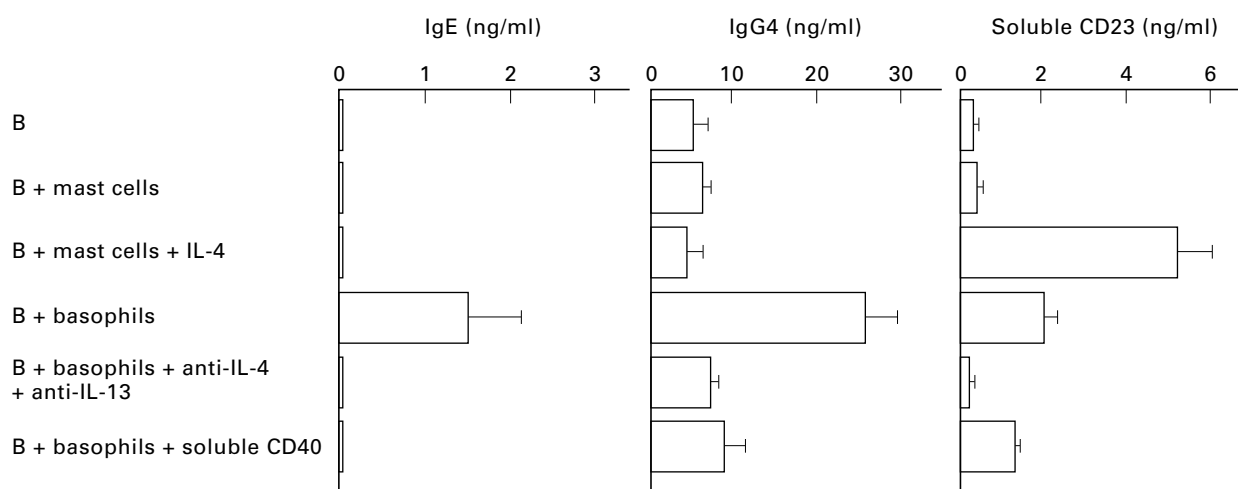 IgE (ng/ml) IgG4 (ng/ml) Soluble CD23 (ng/ml)
0 1 2 3 0 10 20 30 0 2 4 6
B
B + mast cells
B + mast cells + IL-4
B + basophils
B + basophils + anti-IL-4
+ anti-IL-13
B + basophils + soluble CD40